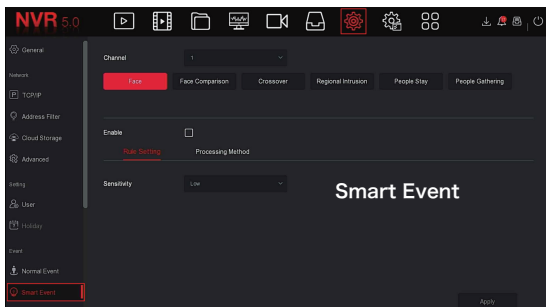 NVR 5.0
General
Channel
1
Face
Face Comparison
Crossover
Regional Intrusion
People Stay
People Gathering
Network
TCP/IP
Address Filter
Cloud Storage
Advanced
Enable
Rule Setting
Processing Method
Sensitivity
Low
Smart Event
Setting
User
Holiday
Event
Normal Event
Smart Event
Apply